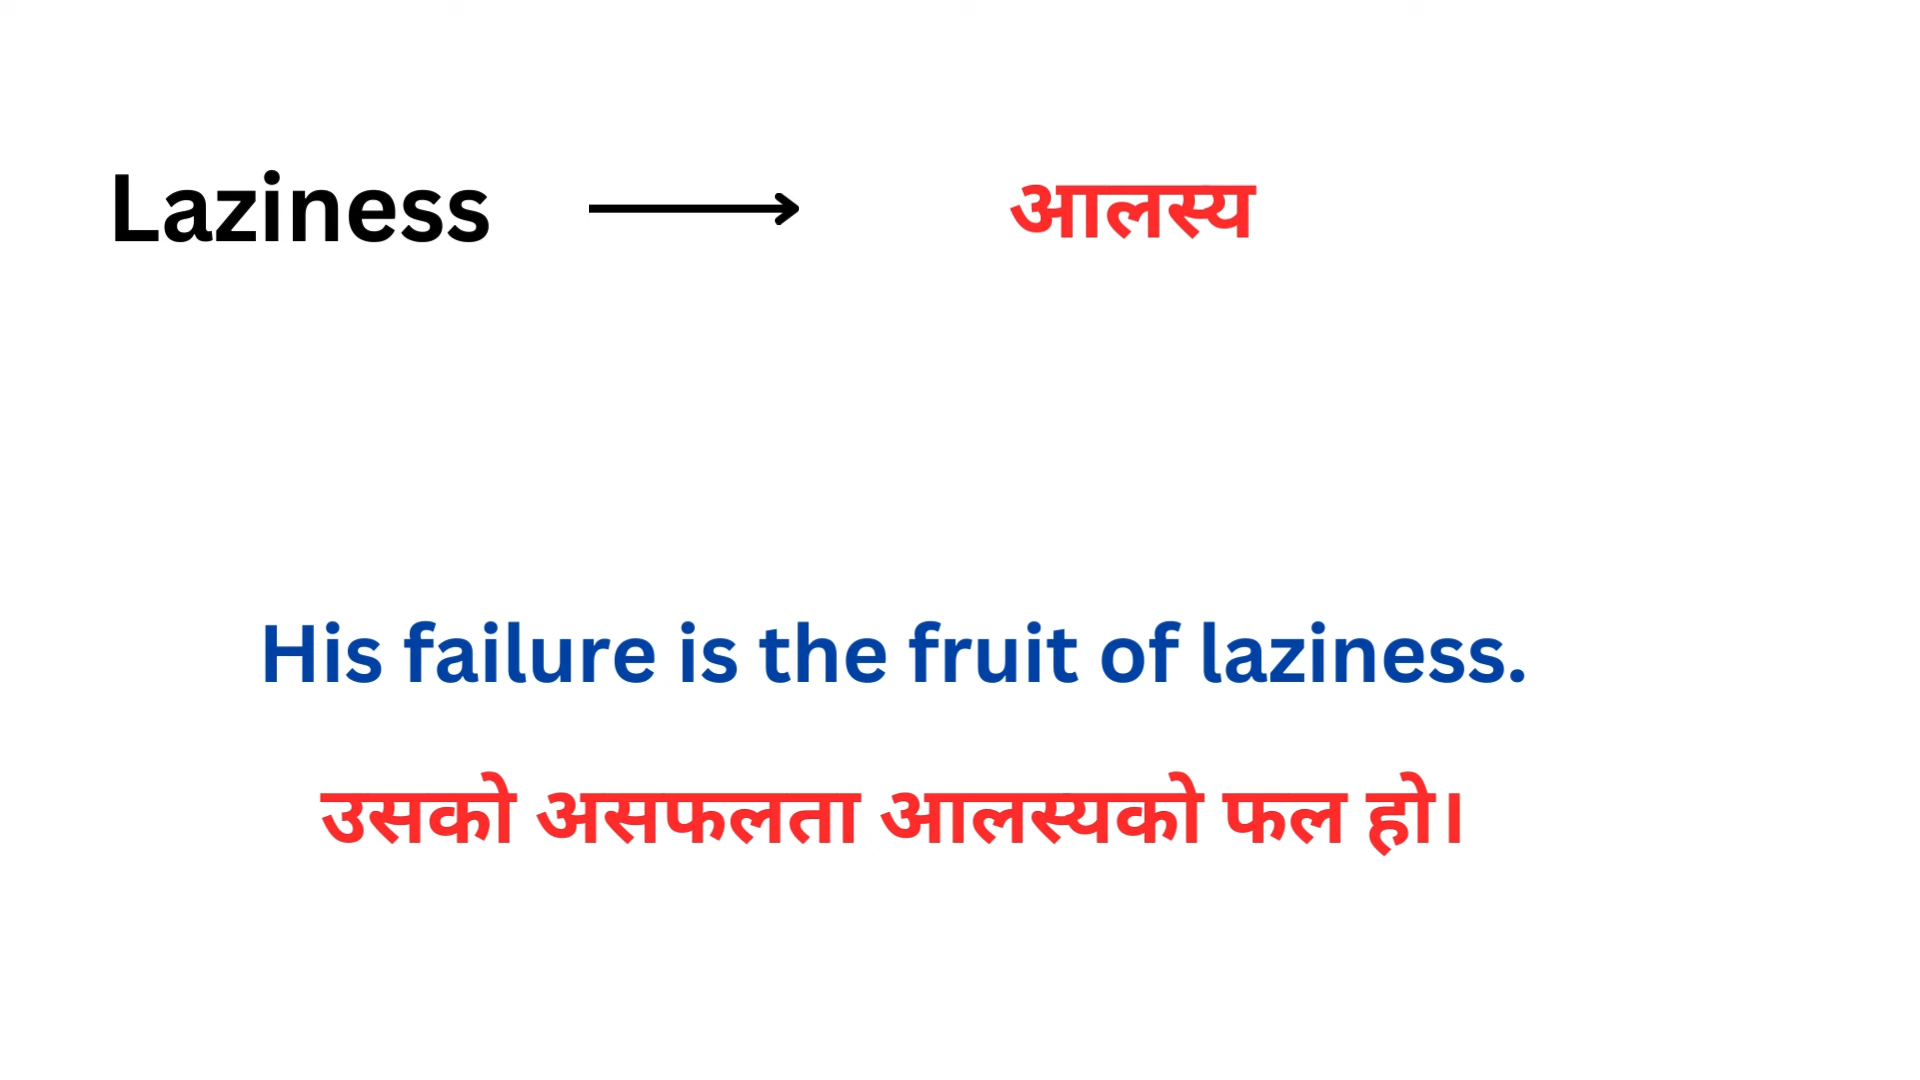 Laziness → आलस्य
His failure is the fruit of laziness.
उसको असफलता आलस्यको फल हो।